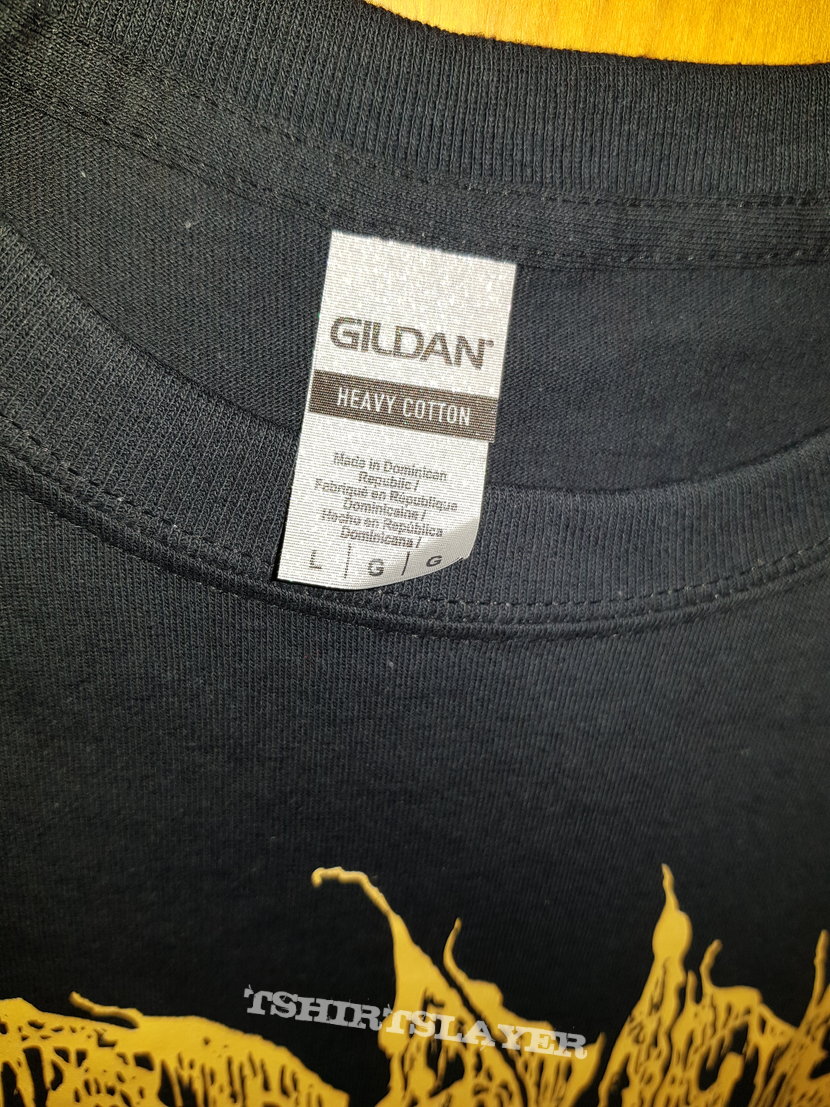 GILDAN
HEAVY COTTON
Made in Dominican
Republic /
Fabriqué en République
Dominicaine /
Hecho en República
Dominicana /
L | G | G
TSHIRTSLAYER